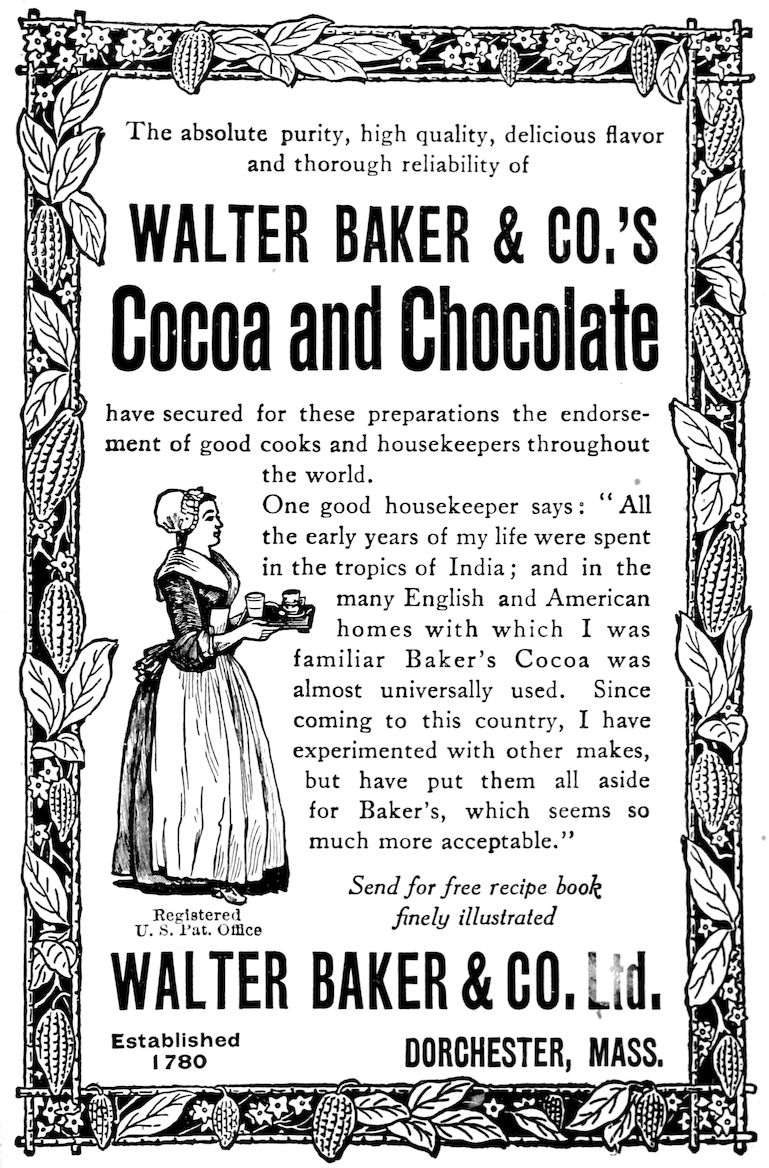 The absolute purity, high quality, delicious flavor
and thorough reliability of
WALTER BAKER & CO.'S
Cocoa and Chocolate
have secured for these preparations the endorse-
ment of good cooks and housekeepers throughout
the world.
One good housekeeper says: "All
the early years of my life were spent
in the tropics of India; and in the
many English and American
homes with which I was
familiar Baker's Cocoa was
almost universally used. Since
coming to this country, I have
experimented with other makes,
but have put them all aside
for Baker's, which seems so
much more acceptable."
Send for free recipe book
finely illustrated
Registered
U. S. Pat. Office
WALTER BAKER & CO. Ltd.
Established
1780
DORCHESTER, MASS.